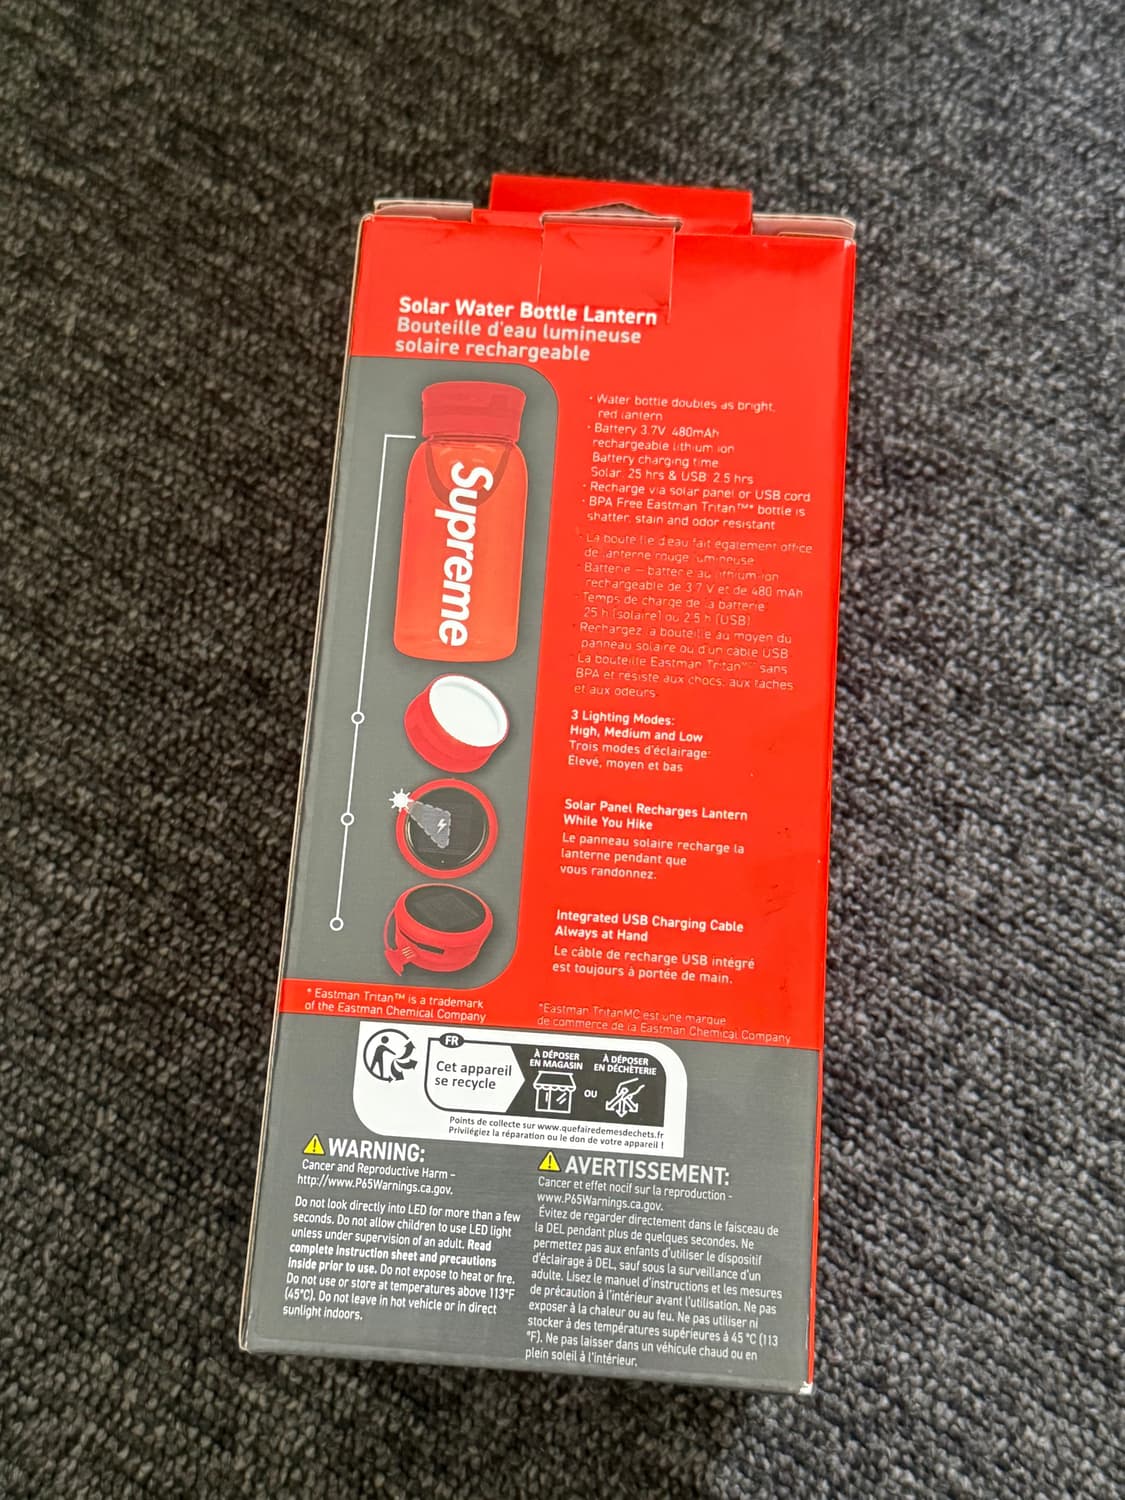 Solar Water Bottle Lantern
Bouteille d'eau lumineuse
solaire rechargeable
Supreme
· Water bottle doubles as bright,
red lantern
· Battery 3.7V 480mAh
rechargeable lithium ion
Battery charging time
Solar: 25 hrs & USB: 2.5 hrs
· Recharge via solar panel or USB cord
· BPA Free Eastman Tritan™* bottle is
shatter, stain and odor resistant
· La bouteille d'eau fait également office
de lanterne rouge lumineuse
· Batterie – batterie au lithium-ion
rechargeable de 3,7 V et de 480 mAh
· Temps de charge de la batterie
25 h (solaire) ou 2.5 h (USB)
· Rechargez la bouteille au moyen du
panneau solaire ou d'un cable USB
· La bouteille Eastman Tritan sans
BPA et résiste aux chocs, aux taches
et aux odeurs.
3 Lighting Modes:
High, Medium and Low
Trois modes d'éclairage:
Élevé, moyen et bas
Solar Panel Recharges Lantern
While You Hike
Le panneau solaire recharge la
lanterne pendant que
vous randonnez.
Integrated USB Charging Cable
Always at Hand
Le câble de recharge USB intégré
est toujours à portée de main.
* Eastman Tritan™ is a trademark
of the Eastman Chemical Company
*Eastman TritanMC est une marque
de commerce de la Eastman Chemical Company
FR
Cet appareil
se recycle
À DÉPOSER
EN MAGASIN
OU
À DÉPOSER
EN DÉCHÈTERIE
Points de collecte sur www.quefairedemesdechets.fr
Privilégiez la réparation ou le don de votre appareil !
WARNING:
Cancer and Reproductive Harm –
http://www.P65Warnings.ca.gov.
Do not look directly into LED for more than a few
seconds. Do not allow children to use LED light
unless under supervision of an adult. Read
complete instruction sheet and precautions
inside prior to use. Do not expose to heat or fire.
Do not use or store at temperatures above 113°F
(45°C). Do not leave in hot vehicle or in direct
sunlight indoors.
AVERTISSEMENT:
Cancer et effet nocif sur la reproduction -
www.P65Warnings.ca.gov.
Évitez de regarder directement dans le faisceau de
la DEL pendant plus de quelques secondes. Ne
permettez pas aux enfants d'utiliser le dispositif
d'éclairage à DEL, sauf sous la surveillance d'un
adulte. Lisez le manuel d'instructions et les mesures
de précaution à l'intérieur avant l'utilisation. Ne pas
exposer à la chaleur ou au feu. Ne pas utiliser ni
stocker à des températures supérieures à 45 °C (113
°F). Ne pas laisser dans un véhicule chaud ou en
plein soleil à l'intérieur.